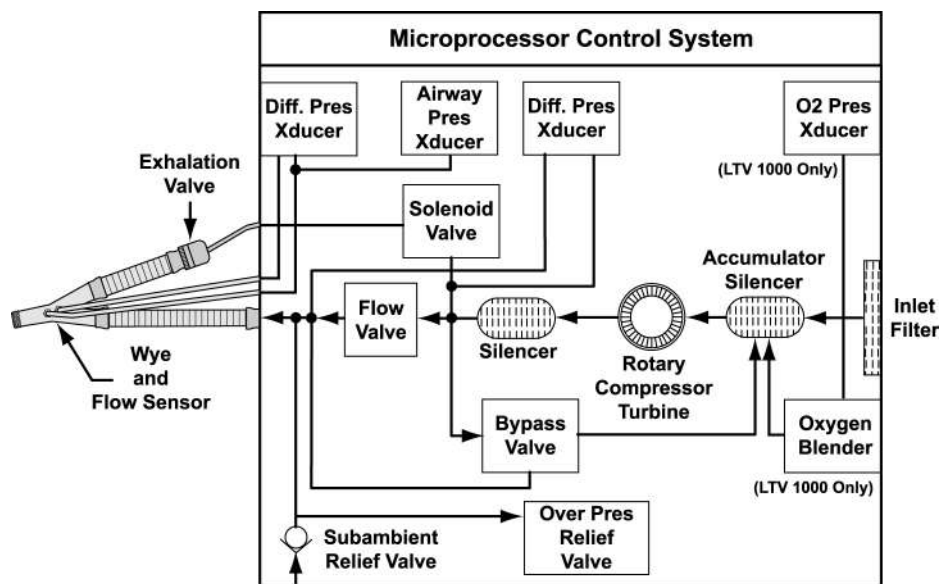 Microprocessor Control System
Diff. Pres
Xducer
Airway
Pres
Xducer
Diff. Pres
Xducer
O2 Pres
Xducer
(LTV 1000 Only)
Exhalation
Valve
Solenoid
Valve
Accumulator
Silencer
Inlet
Filter
Flow
Valve
Silencer
Rotary
Compressor
Turbine
Wye
and
Flow Sensor
Bypass
Valve
Oxygen
Blender
(LTV 1000 Only)
Subambient
Relief Valve
Over Pres
Relief
Valve